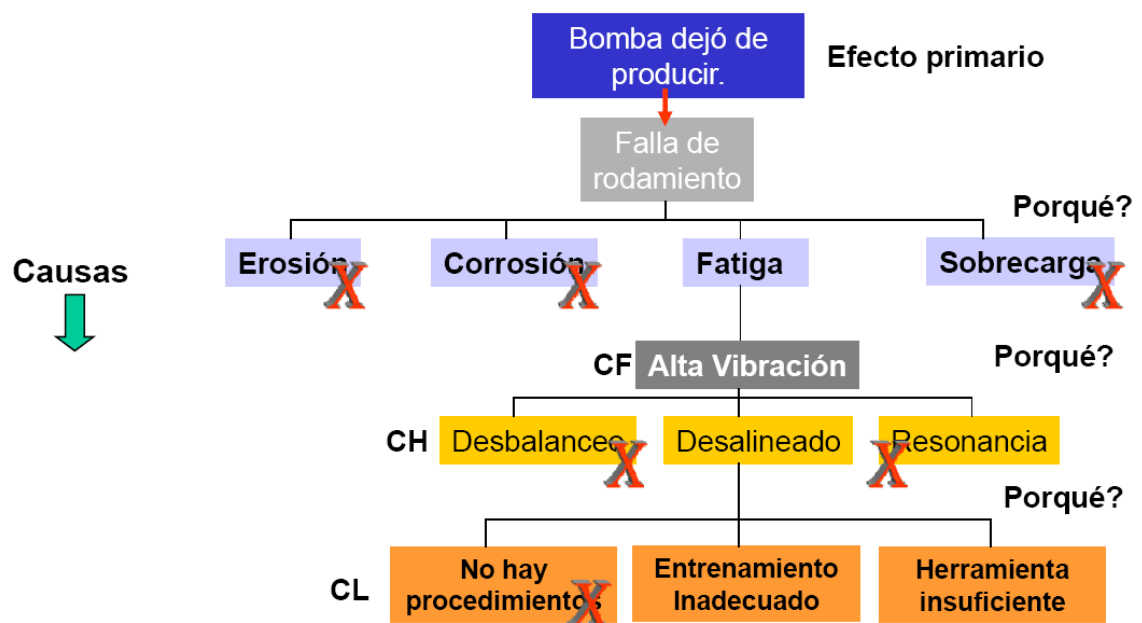 Bomba dejó de
producir.
Efecto primario
Falla de
rodamiento
Porqué?
Causas
Erosión
X
Corrosión
X
Fatiga
Sobrecarga
X
CF
Alta Vibración
Porqué?
CH
Desbalanceo
X
Desalineado
X
Resonancia
Porqué?
CL
No hay
procedimientos
X
Entrenamiento
Inadecuado
Herramienta
insuficiente